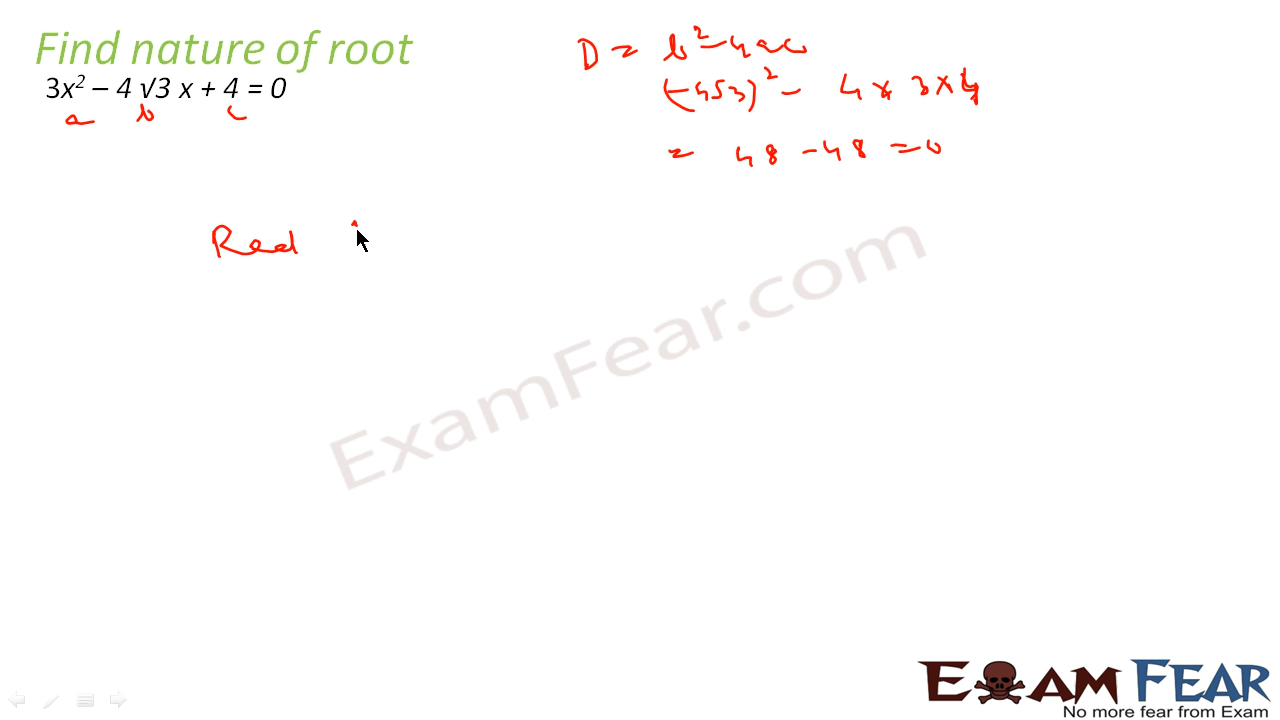 Find nature of root
3x² – 4 √3 x + 4 = 0
a b c
D = b² - 4ac
(-4√3)² - 4 x 3 x 4
= 48 - 48 = 0
Real
ExamFear.com
EXAM FEAR
No more fear from Exam